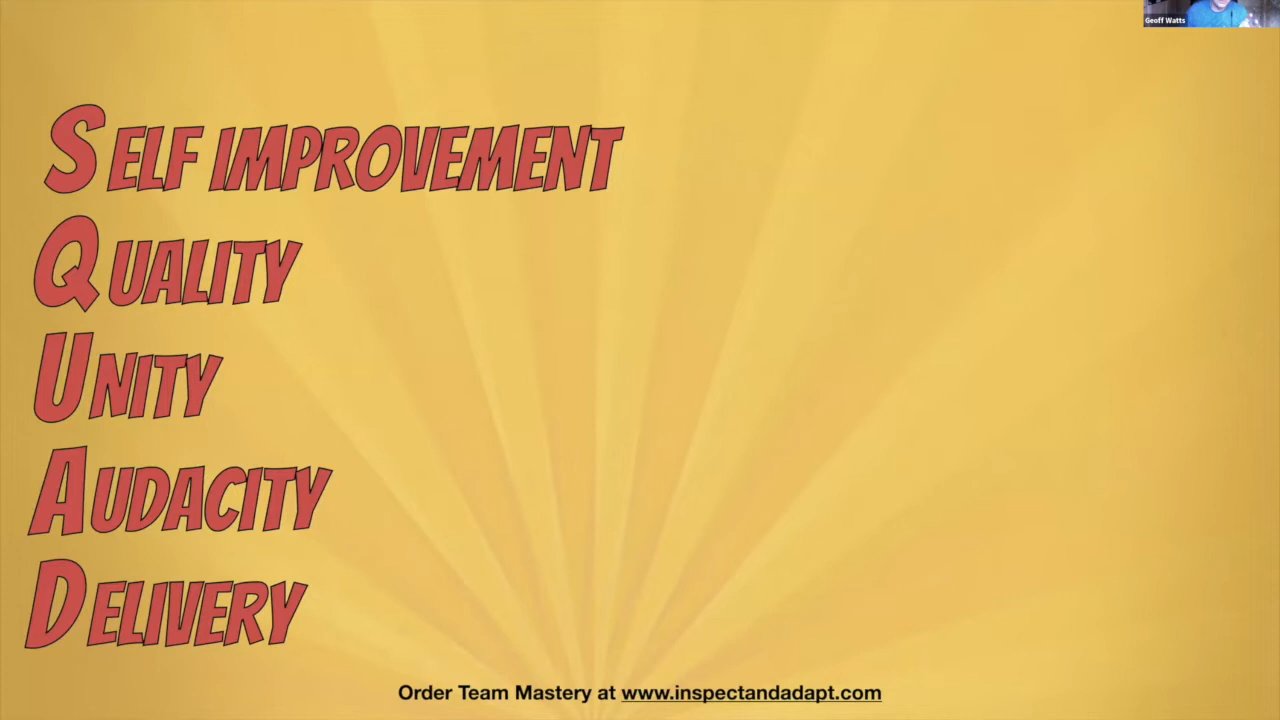 Geoff Watts
SELF IMPROVEMENT
QUALITY
UNITY
AUDACITY
DELIVERY
Order Team Mastery at www.inspectandadapt.com